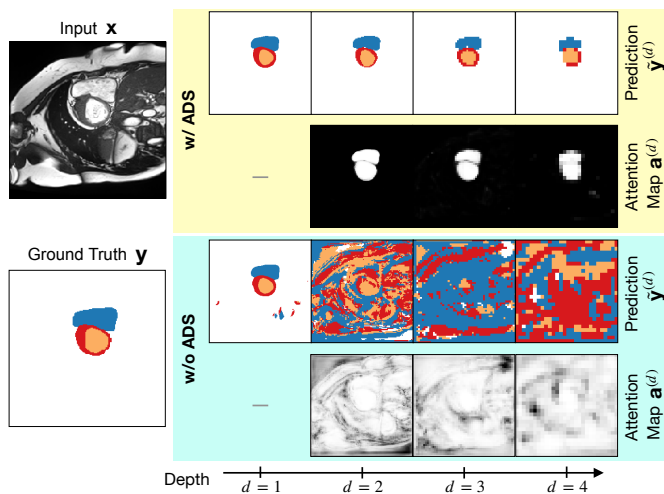 Input x
w/ ADS
Prediction
ỹ⁽ᵈ⁾
Attention
Map a⁽ᵈ⁾
—
Ground Truth y
w/o ADS
Prediction
ỹ⁽ᵈ⁾
Attention
Map a⁽ᵈ⁾
—
Depth
d = 1
d = 2
d = 3
d = 4